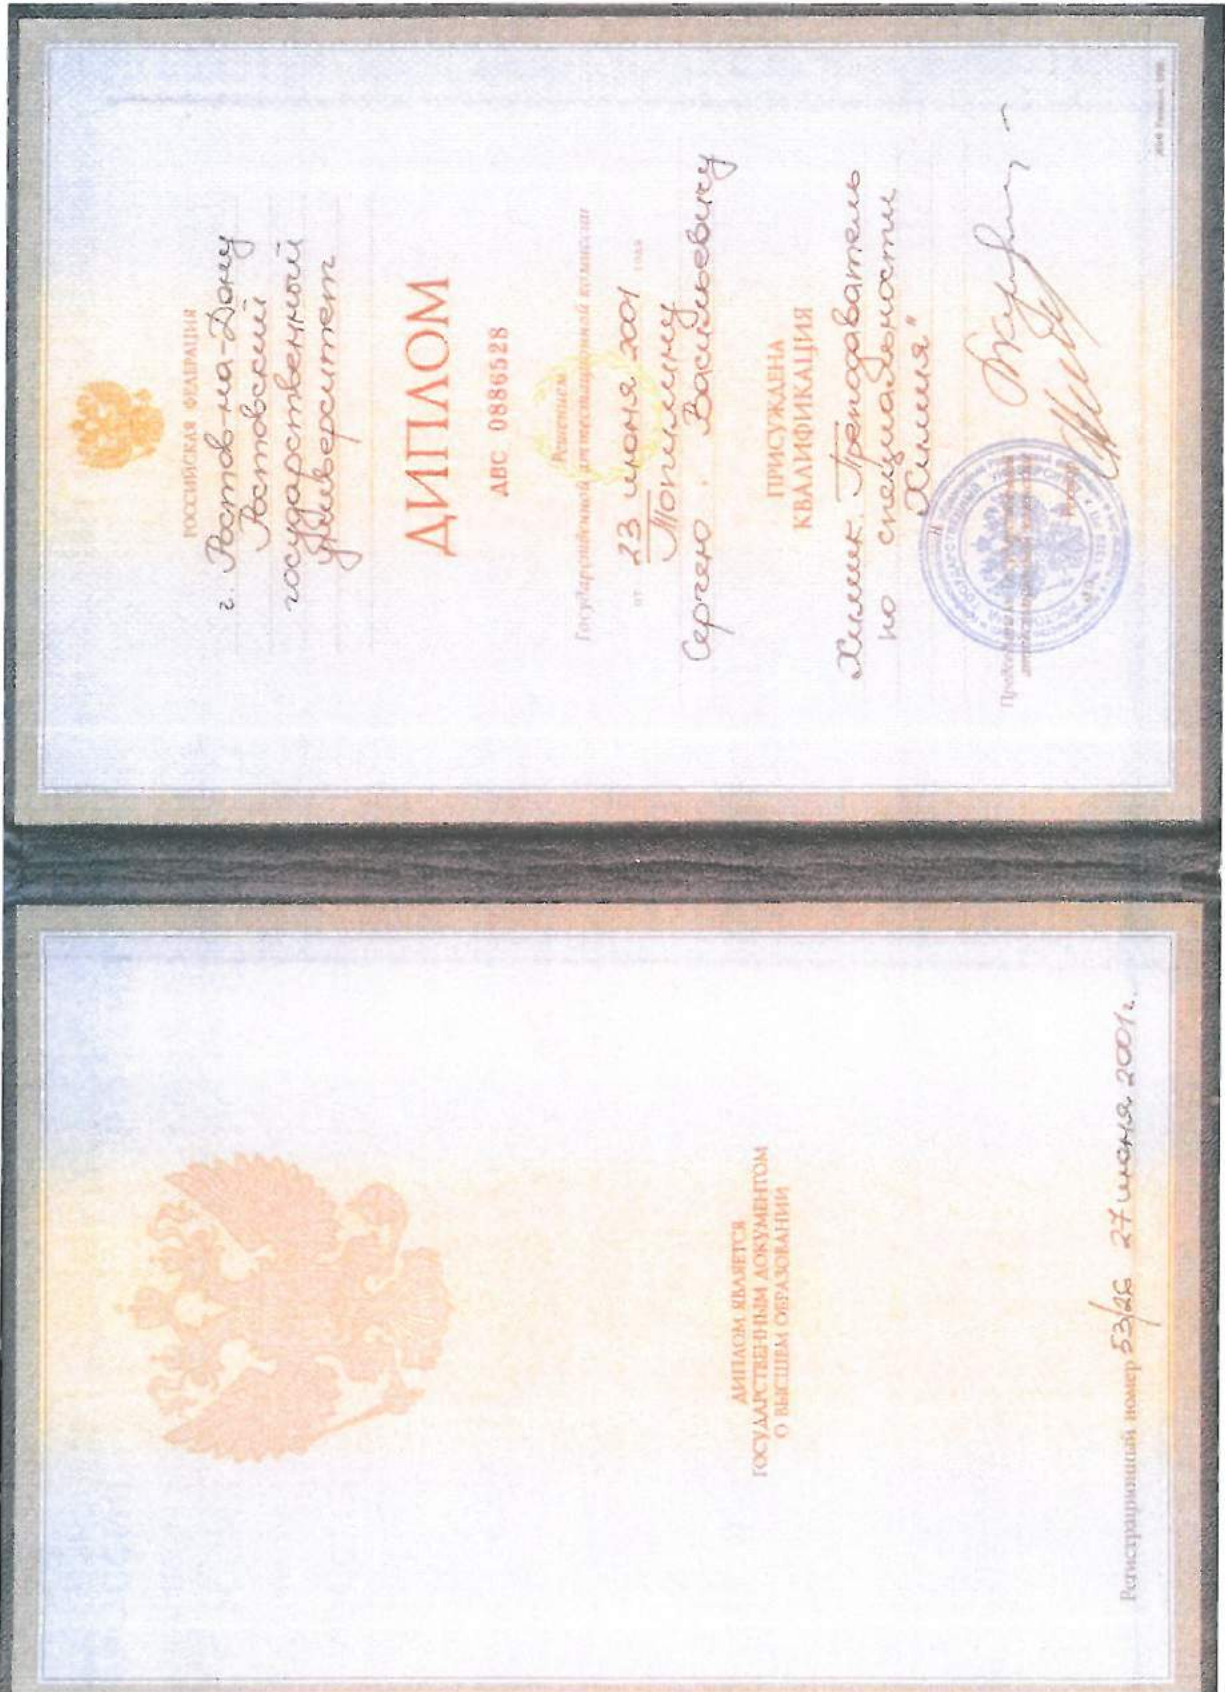 ДИПЛОМ ЯВЛЯЕТСЯ
ГОСУДАРСТВЕННЫМ ДОКУМЕНТОМ
О ВЫСШЕМ ОБРАЗОВАНИИ
Регистрационный номер 53/26 27 июня 2001 г.
РОССИЙСКАЯ ФЕДЕРАЦИЯ
г. Ростов-на-Дону
Ростовский
государственный
университет
ДИПЛОМ
АВС 0886528
Решением
Государственной аттестационной комиссии
от 23 июня 2001 года
Топилину
Сергею Васильевичу
ПРИСУЖДЕНА
КВАЛИФИКАЦИЯ
„Химик. Преподаватель
по специальности
„Химия"
Ректор